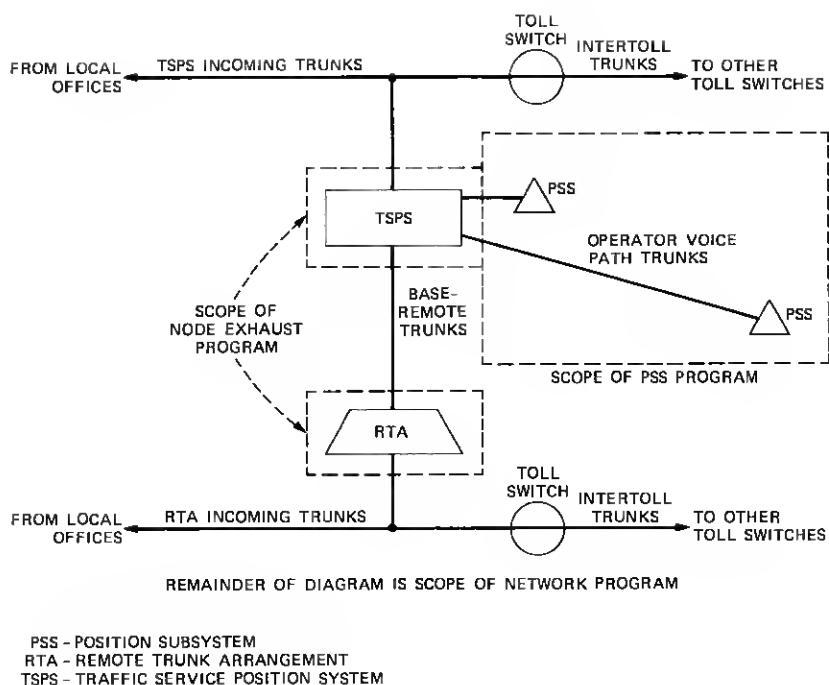 TOLL
SWITCH
INTERTOLL
TRUNKS
FROM LOCAL
OFFICES
TSPS INCOMING TRUNKS
TO OTHER
TOLL SWITCHES
TSPS
PSS
OPERATOR VOICE
PATH TRUNKS
SCOPE OF
NODE EXHAUST
PROGRAM
BASE-
REMOTE
TRUNKS
PSS
SCOPE OF PSS PROGRAM
RTA
TOLL
SWITCH
INTERTOLL
TRUNKS
FROM LOCAL
OFFICES
RTA INCOMING TRUNKS
TO OTHER
TOLL SWITCHES
REMAINDER OF DIAGRAM IS SCOPE OF NETWORK PROGRAM
PSS - POSITION SUBSYSTEM
RTA - REMOTE TRUNK ARRANGEMENT
TSPS - TRAFFIC SERVICE POSITION SYSTEM